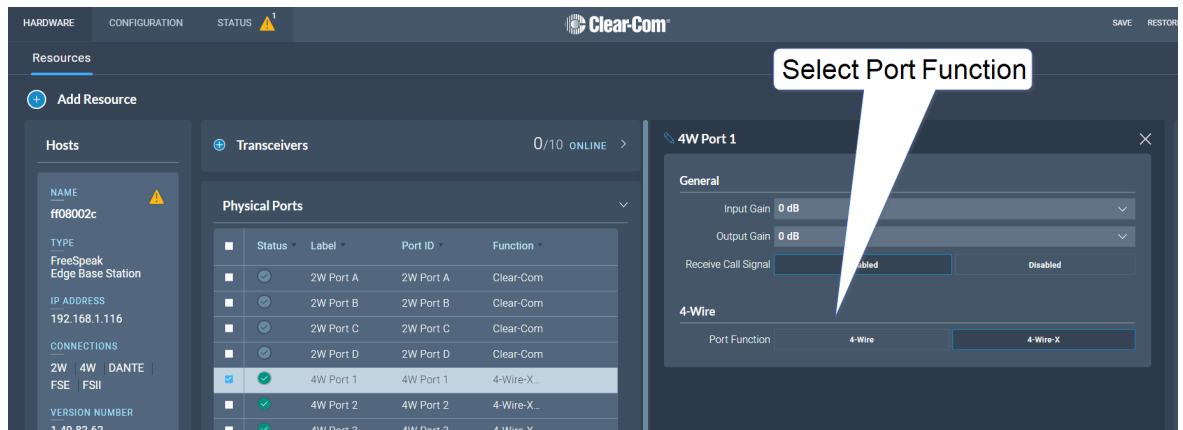 HARDWARE CONFIGURATION STATUS 1 Clear-Com SAVE RESTORE
Resources
Select Port Function
Add Resource
Hosts
NAME
ff08002c
TYPE
FreeSpeak
Edge Base Station
IP ADDRESS
192.168.1.116
CONNECTIONS
2W 4W DANTE
FSE FSII
VERSION NUMBER
Transceivers 0/10 ONLINE
Physical Ports
Status Label Port ID Function
2W Port A 2W Port A Clear-Com
2W Port B 2W Port B Clear-Com
2W Port C 2W Port C Clear-Com
2W Port D 2W Port D Clear-Com
4W Port 1 4W Port 1 4-Wire-X...
4W Port 2 4W Port 2 4-Wire-X...
4W Port 1
General
Input Gain 0 dB
Output Gain 0 dB
Receive Call Signal bled Disabled
4-Wire
Port Function 4-Wire 4-Wire-X